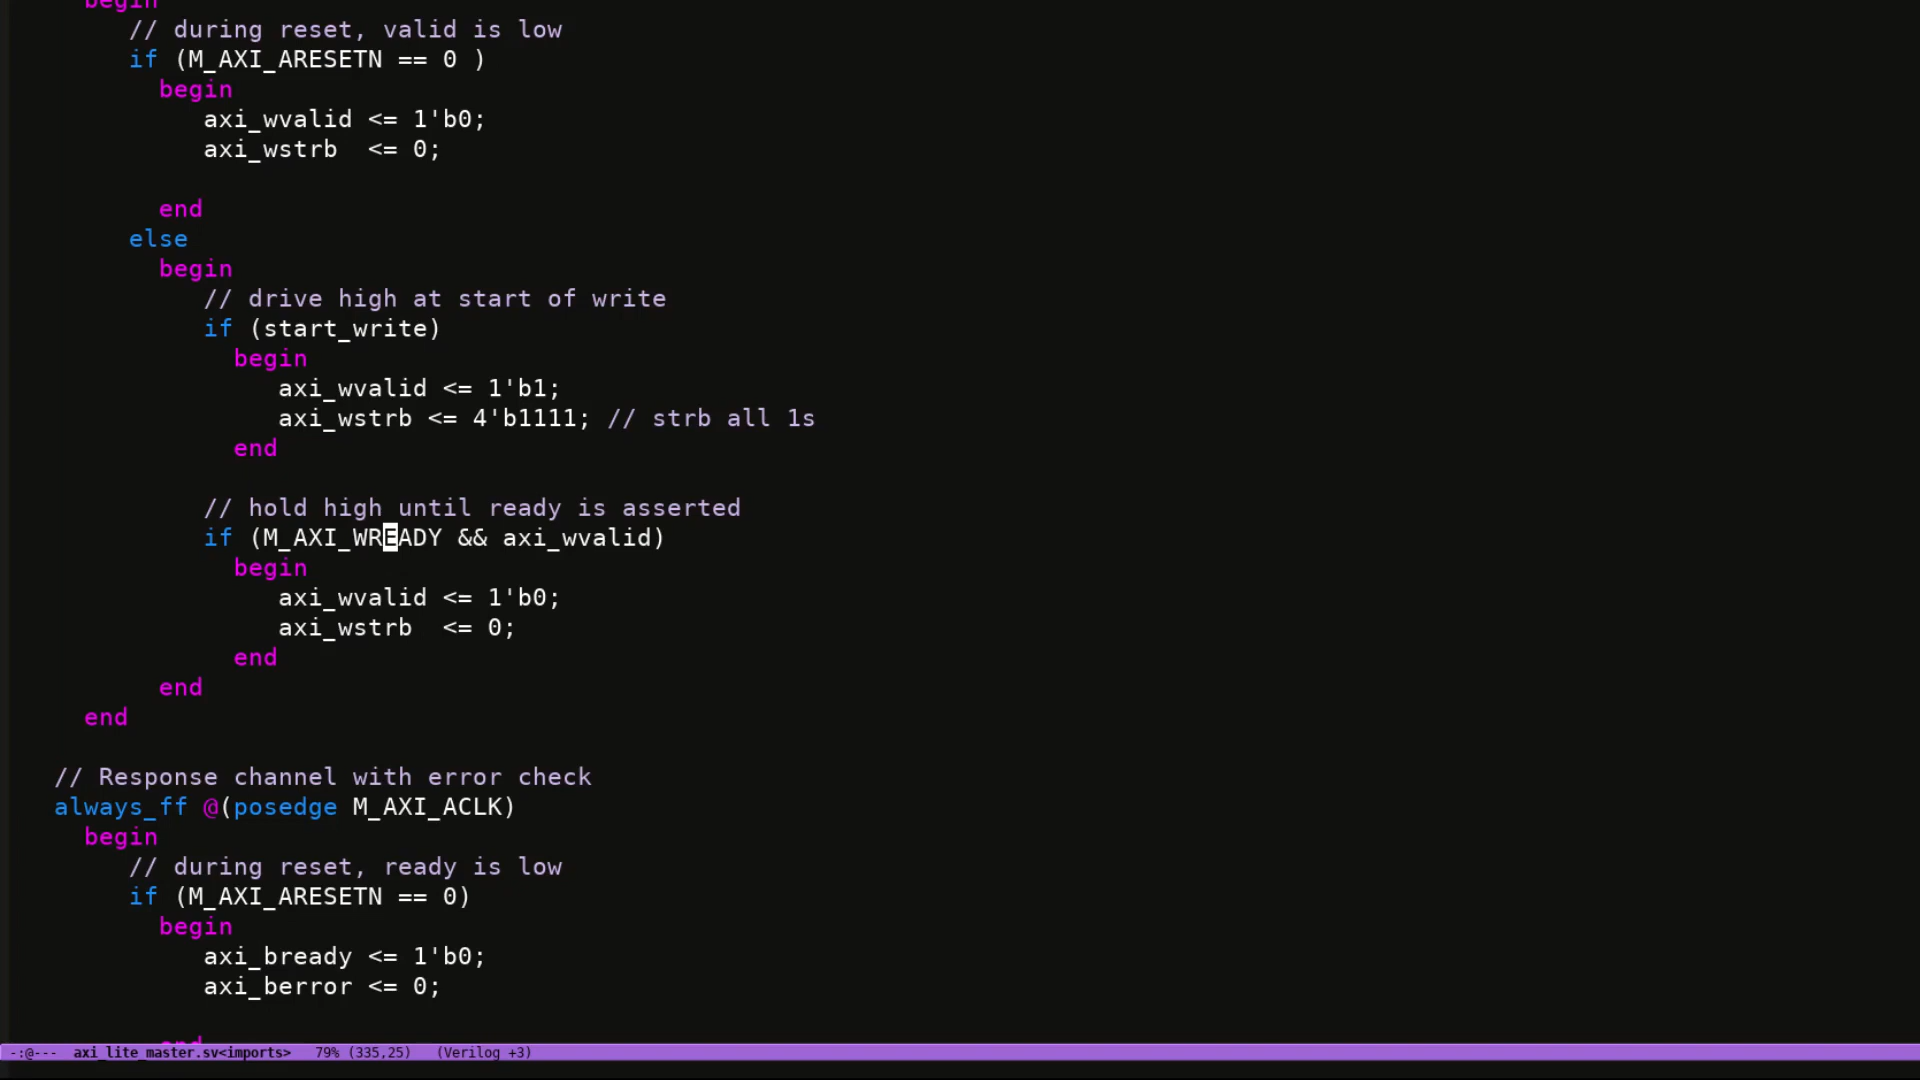 begin
// during reset, valid is low
if (M_AXI_ARESETN == 0 )
begin
axi_wvalid <= 1'b0;
axi_wstrb  <= 0;
end
else
begin
// drive high at start of write
if (start_write)
begin
axi_wvalid <= 1'b1;
axi_wstrb <= 4'b1111; // strb all 1s
end
// hold high until ready is asserted
if (M_AXI_WREADY && axi_wvalid)
begin
axi_wvalid <= 1'b0;
axi_wstrb  <= 0;
end
end
end
// Response channel with error check
always_ff @(posedge M_AXI_ACLK)
begin
// during reset, ready is low
if (M_AXI_ARESETN == 0)
begin
axi_bready <= 1'b0;
axi_berror <= 0;
end
-:@---  axi_lite_master.sv<imports>   79% (335,25)   (Verilog +3)